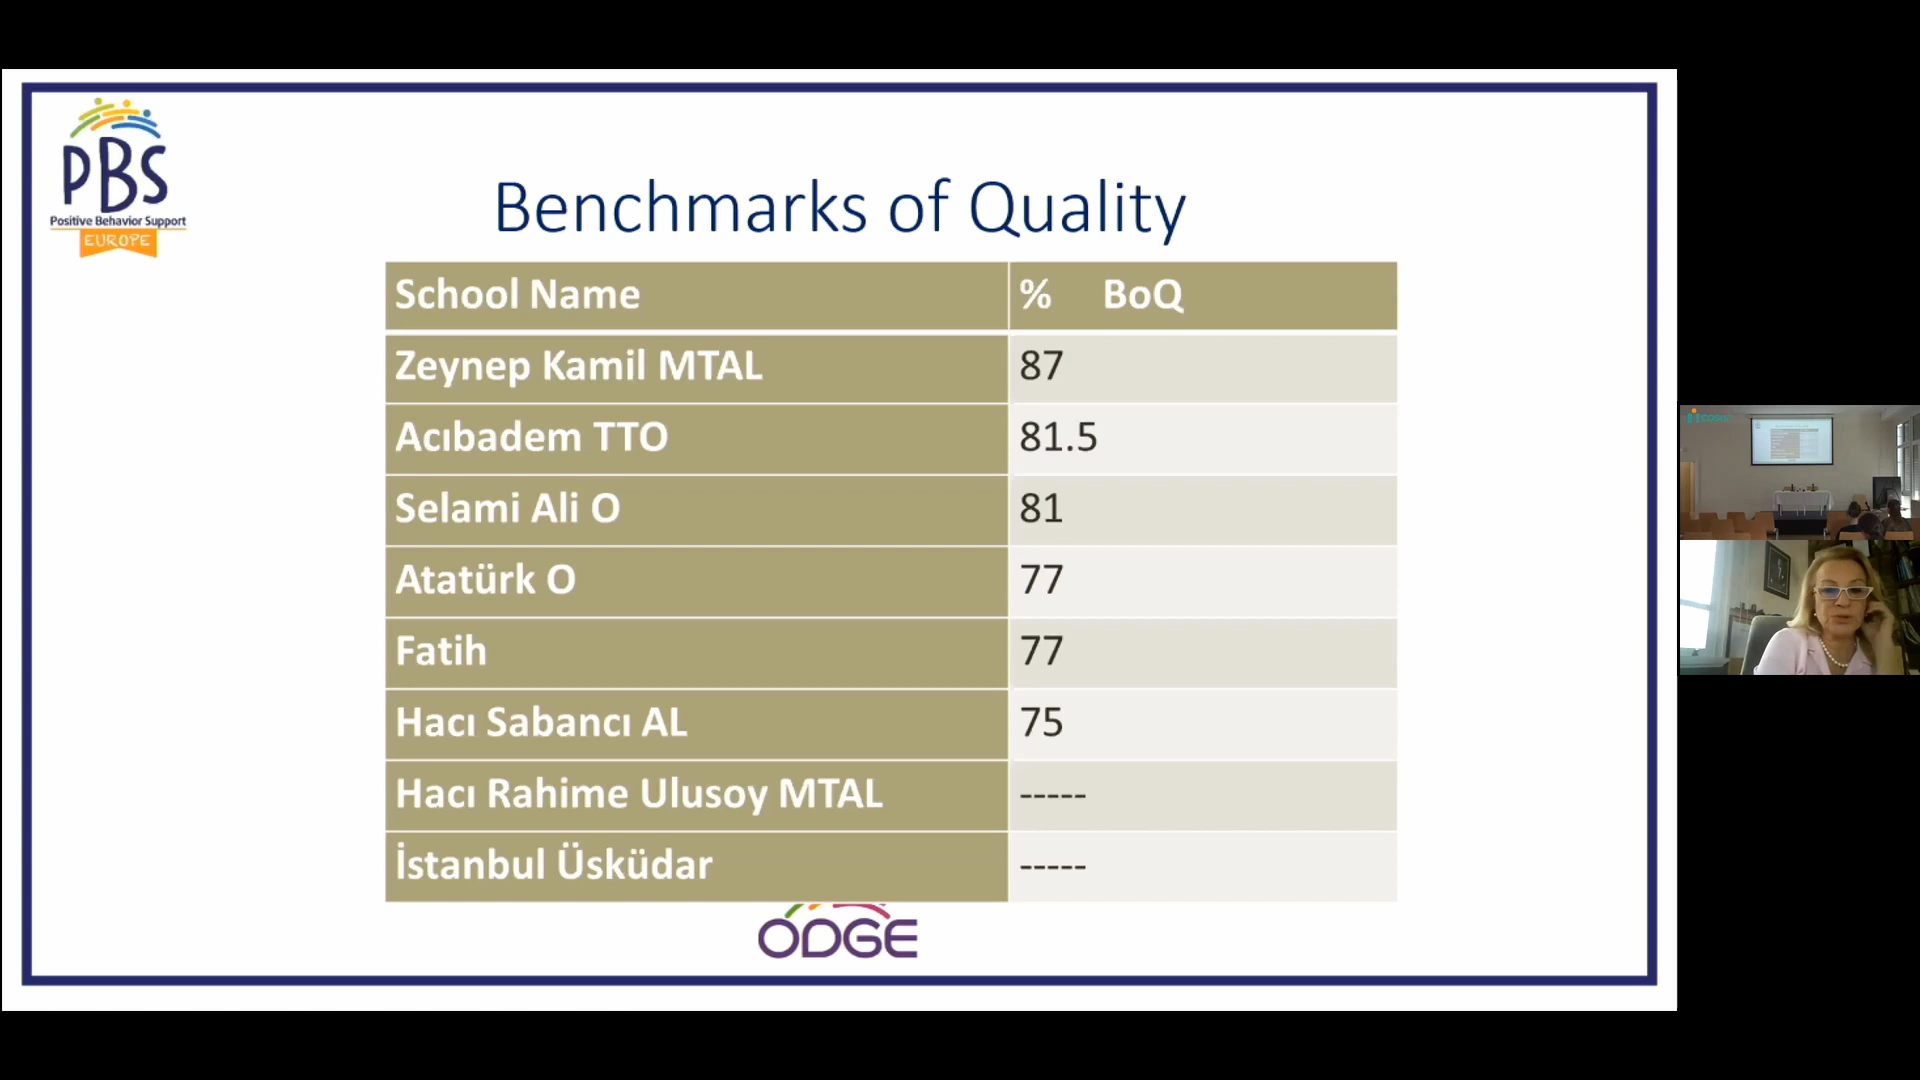 PBS
Positive Behavior Support
EUROPE
Benchmarks of Quality
School Name % BoQ
Zeynep Kamil MTAL 87
Acıbadem TTO 81.5
Selami Ali O 81
Atatürk O 77
Fatih 77
Hacı Sabancı AL 75
Hacı Rahime Ulusoy MTAL -----
İstanbul Üsküdar -----
ODGE